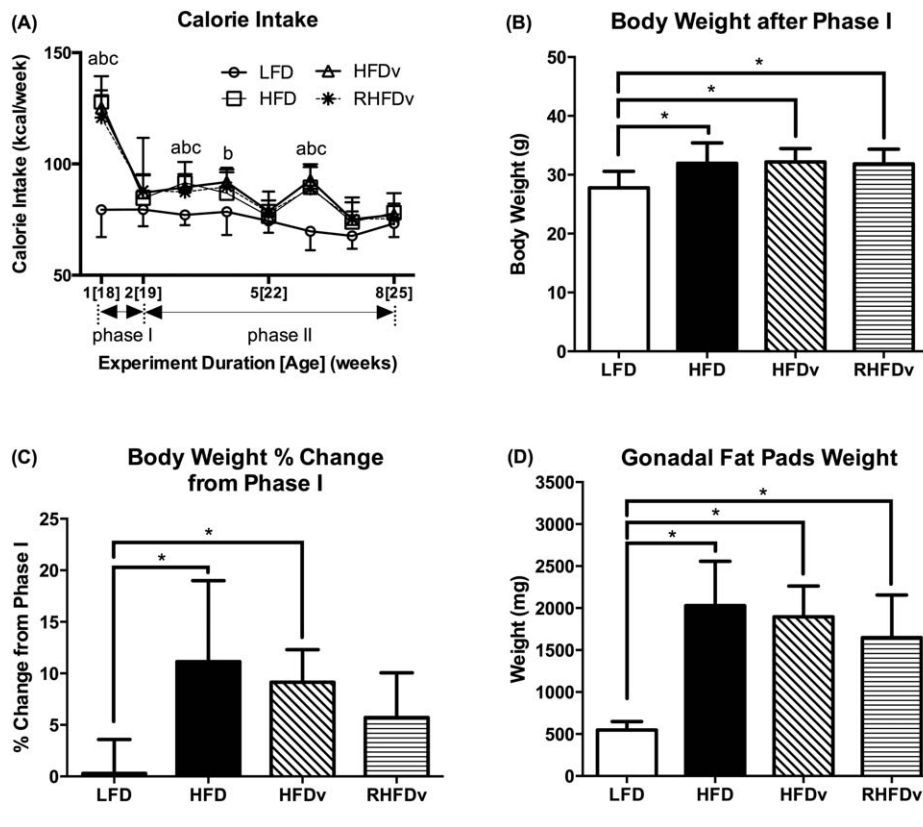 (A) Calorie Intake
Calorie Intake (kcal/week)
150
100
50
abc
abc
b
abc
LFD
HFDv
HFD
RHFDv
1[18] 2[19] 5[22] 8[25]
phase I phase II
Experiment Duration [Age] (weeks)
(B) Body Weight after Phase I
Body Weight (g)
50
40
30
20
10
0
*
*
*
LFD HFD HFDv RHFDv
(C) Body Weight % Change
from Phase I
% Change from Phase I
25
20
15
10
5
0
*
*
LFD HFD HFDv RHFDv
(D) Gonadal Fat Pads Weight
Weight (mg)
3500
3000
2500
2000
1500
1000
500
0
*
*
*
LFD HFD HFDv RHFDv